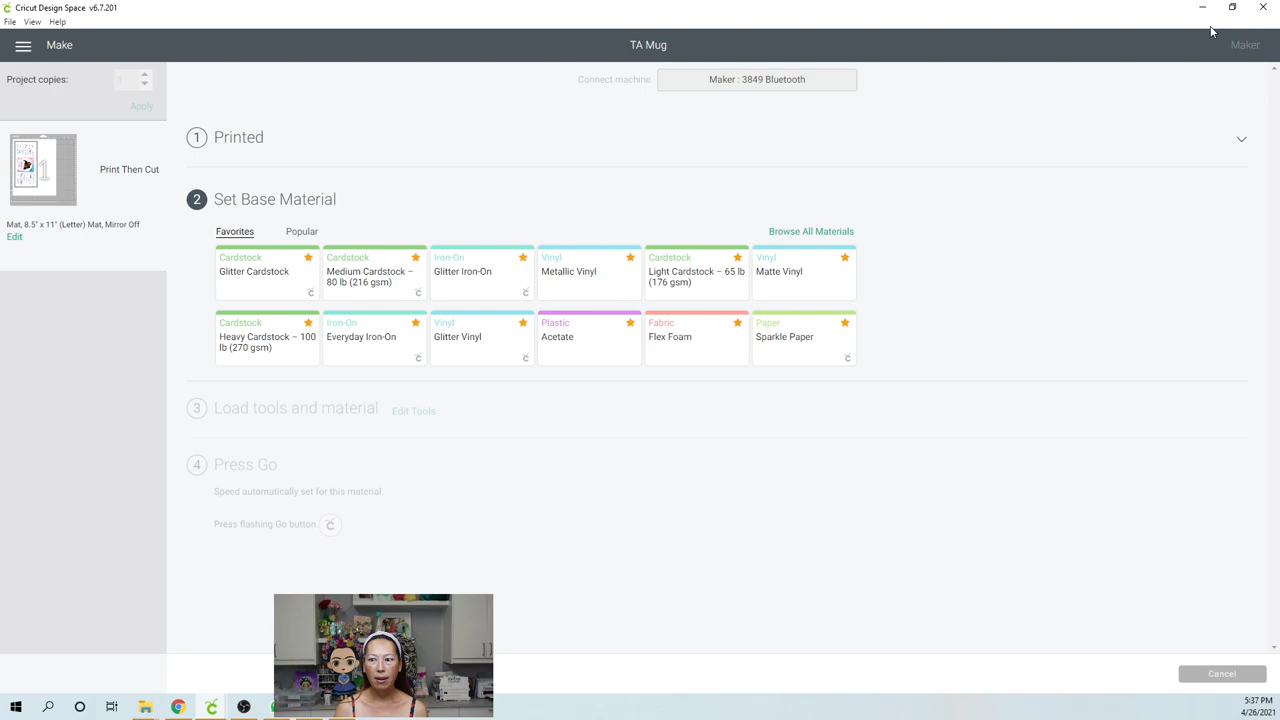 Cricut Design Space v6.7.201
File View Help
Make
TA Mug
Maker
Project copies:
1
Apply
Connect machine
Maker : 3849 Bluetooth
1 Printed
Print Then Cut
Mat, 8.5" x 11" (Letter) Mat, Mirror Off
Edit
2 Set Base Material
Favorites Popular Browse All Materials
Cardstock
Glitter Cardstock
Cardstock
Medium Cardstock –
80 lb (216 gsm)
Iron-On
Glitter Iron-On
Vinyl
Metallic Vinyl
Cardstock
Light Cardstock – 65 lb
(176 gsm)
Vinyl
Matte Vinyl
Cardstock
Heavy Cardstock – 100
lb (270 gsm)
Iron-On
Everyday Iron-On
Vinyl
Glitter Vinyl
Plastic
Acetate
Fabric
Flex Foam
Paper
Sparkle Paper
3 Load tools and material Edit Tools
4 Press Go
Speed automatically set for this material.
Press flashing Go button.
Cancel
5:37 PM
4/26/2021